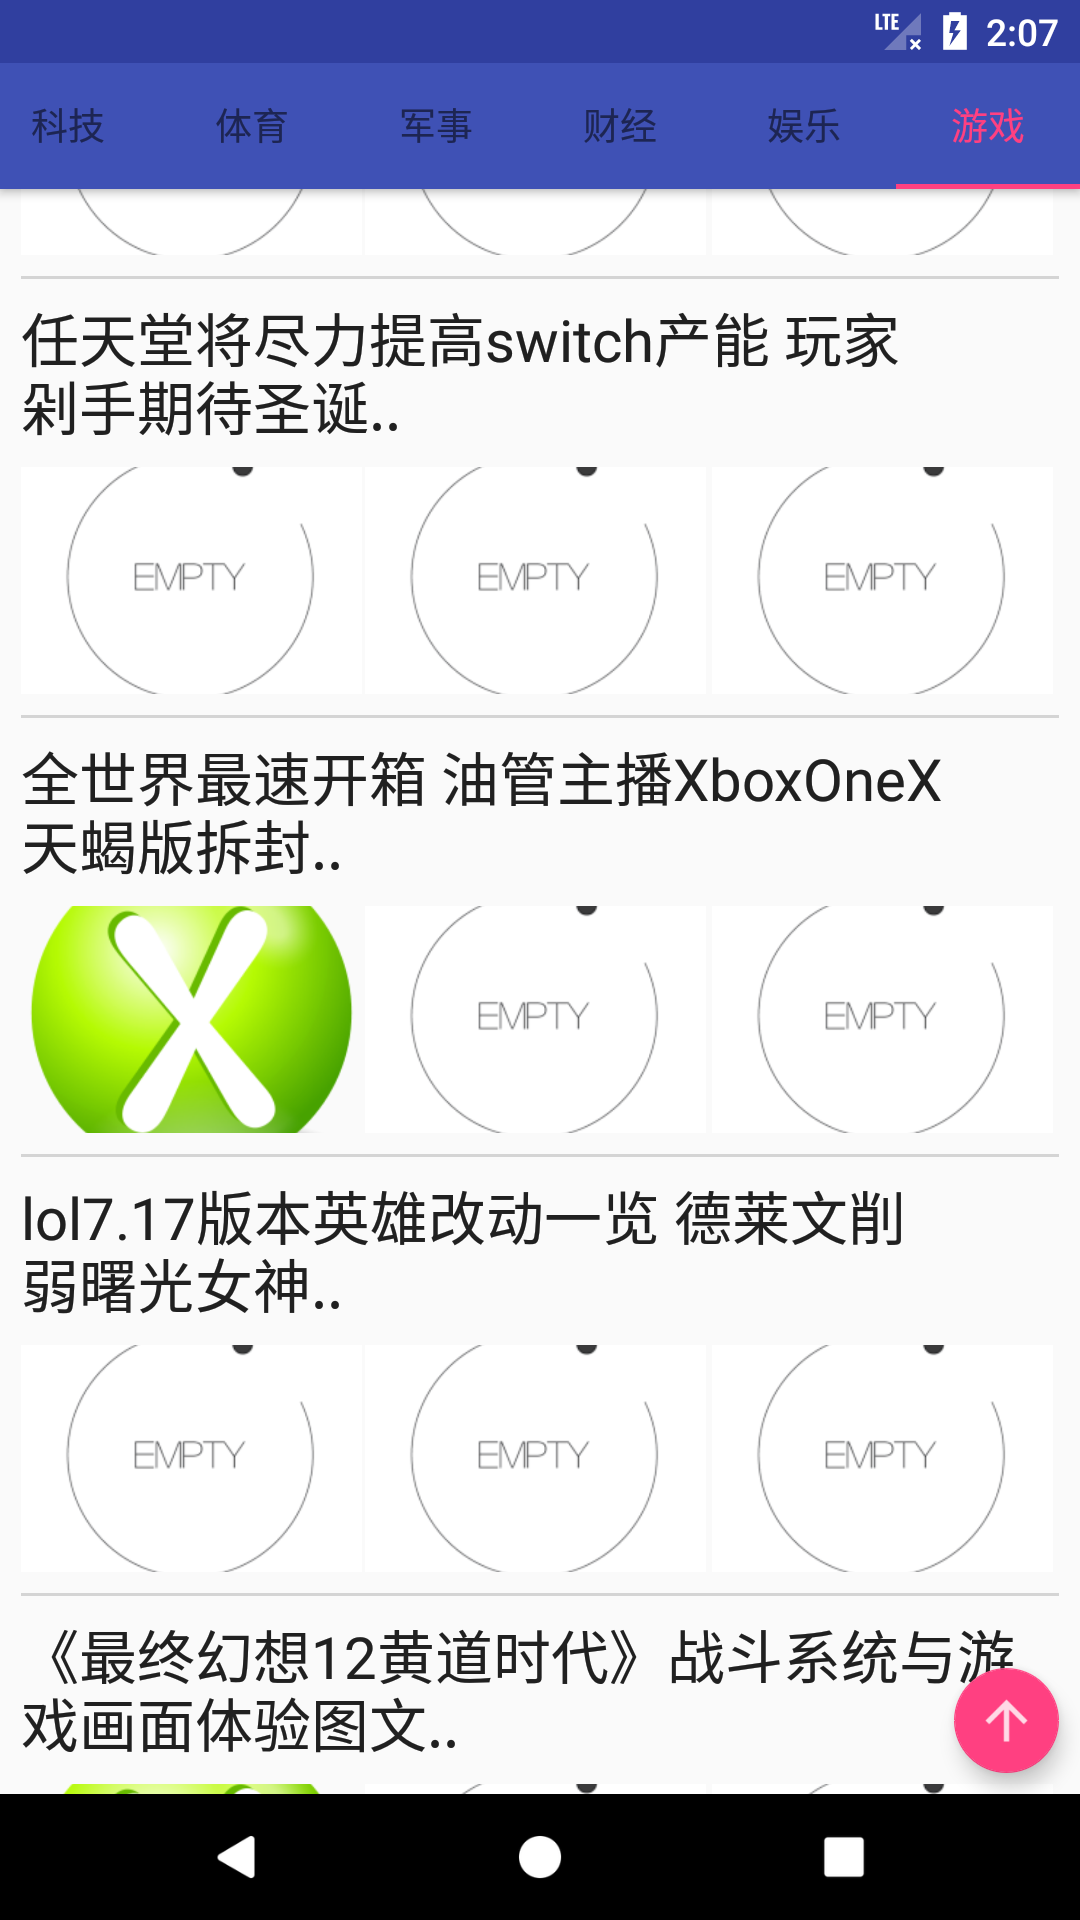 LTE 2:07
科技 体育 军事 财经 娱乐 游戏
任天堂将尽力提高switch产能 玩家
剁手期待圣诞..
EMPTY EMPTY EMPTY
全世界最速开箱 油管主播XboxOneX
天蝎版拆封..
EMPTY EMPTY
lol7.17版本英雄改动一览 德莱文削
弱曙光女神..
EMPTY EMPTY EMPTY
《最终幻想12黄道时代》战斗系统与游
戏画面体验图文..